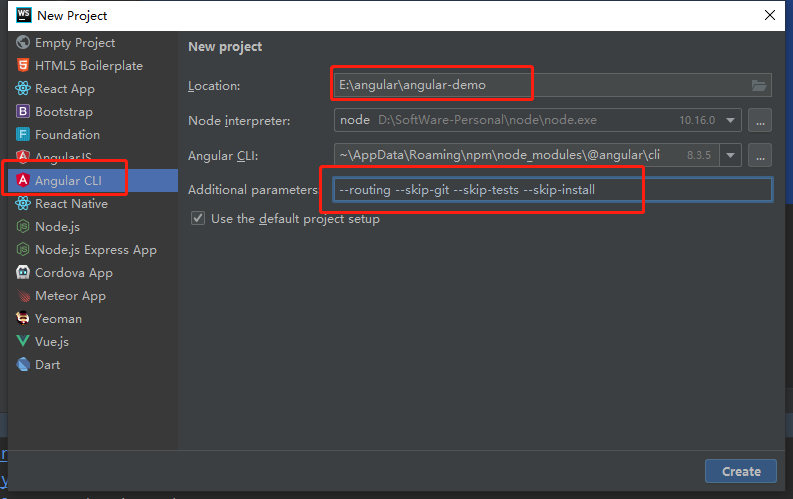 New Project
Empty Project
HTML5 Boilerplate
React App
Bootstrap
Foundation
AngularJS
Angular CLI
React Native
Node.js
Node.js Express App
Cordova App
Meteor App
Yeoman
Vue.js
Dart
New project
Location: E:\angular\angular-demo
Node interpreter: node D:\SoftWare-Personal\node\node.exe 10.16.0 ...
Angular CLI: ~\AppData\Roaming\npm\node_modules\@angular\cli 8.3.5 ...
Additional parameters --routing --skip-git --skip-tests --skip-install
Use the default project setup
Create